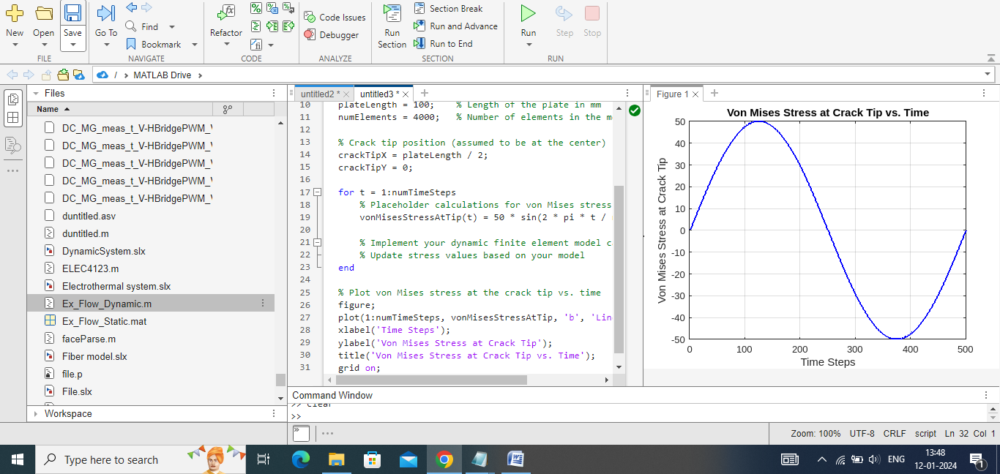 New
Open
Save
FILE
Go To
Find
Bookmark
NAVIGATE
Refactor
CODE
Code Issues
Debugger
ANALYZE
Run
Section
Section Break
Run and Advance
Run to End
SECTION
Run
Step
Stop
RUN
/ › MATLAB Drive ›
Files
Name
DC_MG_meas_t_V-HBridgePWM_V
DC_MG_meas_t_V-HBridgePWM_V
DC_MG_meas_t_V-HBridgePWM_V
DC_MG_meas_t_V-HBridgePWM_V
DC_MG_meas_t_V-HBridgePWM_V
duntitled.asv
duntitled.m
DynamicSystem.slx
ELEC4123.m
Electrothermal system.slx
Ex_Flow_Dynamic.m
Ex_Flow_Static.mat
faceParse.m
Fiber model.slx
file.p
File.slx
Workspace
untitled2 * ×
untitled3 * ×
10 plateLength = 100; % Length of the plate in mm
11 numElements = 4000; % Number of elements in the m
12
13 % Crack tip position (assumed to be at the center)
14 crackTipX = plateLength / 2;
15 crackTipY = 0;
16
17 for t = 1:numTimeSteps
18 % Placeholder calculations for von Mises stress
19 vonMisesStressAtTip(t) = 50 * sin(2 * pi * t /
20
21 % Implement your dynamic finite element model c
22 % Update stress values based on your model
23 end
24
25 % Plot von Mises stress at the crack tip vs. time
26 figure;
27 plot(1:numTimeSteps, vonMisesStressAtTip, 'b', 'Lin
28 xlabel('Time Steps');
29 ylabel('Von Mises Stress at Crack Tip');
30 title('Von Mises Stress at Crack Tip vs. Time');
31 grid on;
Figure 1 ×
Von Mises Stress at Crack Tip vs. Time
Von Mises Stress at Crack Tip
50
40
30
20
10
0
-10
-20
-30
-40
-50
0 100 200 300 400 500
Time Steps
Command Window
>> clear
>>
Zoom: 100% UTF-8 CRLF script Ln 32 Col 1
Type here to search
ENG
13:48
12-01-2024
1